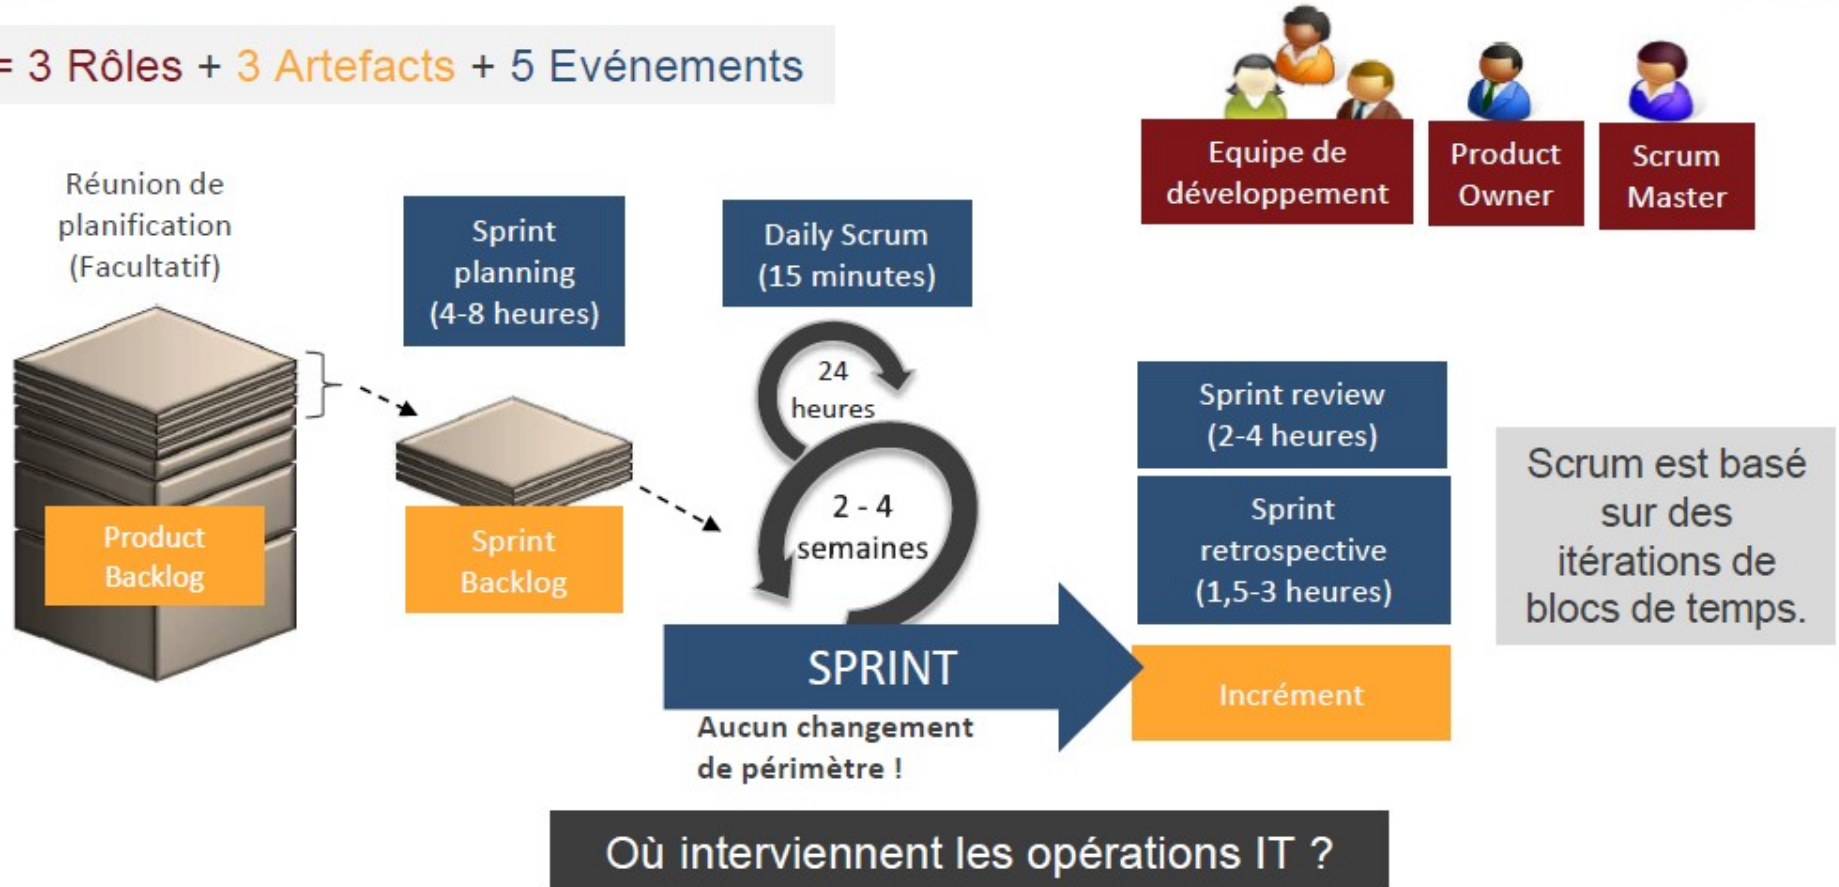 = 3 Rôles + 3 Artefacts + 5 Evénements
Equipe de
développement
Product
Owner
Scrum
Master
Réunion de
planification
(Facultatif)
Sprint
planning
(4-8 heures)
Daily Scrum
(15 minutes)
24
heures
2 - 4
semaines
Product
Backlog
Sprint
Backlog
Sprint review
(2-4 heures)
Sprint
retrospective
(1,5-3 heures)
Scrum est basé
sur des
itérations de
blocs de temps.
SPRINT
Incrément
Aucun changement
de périmètre !
Où interviennent les opérations IT ?